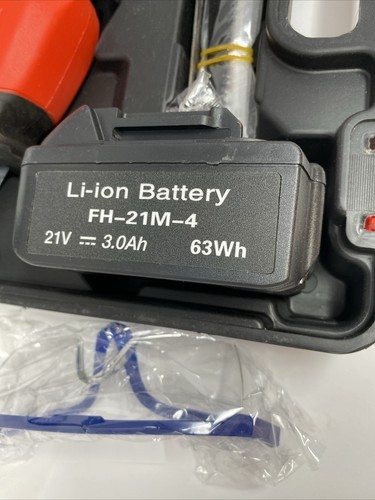 Li-ion Battery
FH-21M-4
21V ⎓ 3.0Ah 63Wh